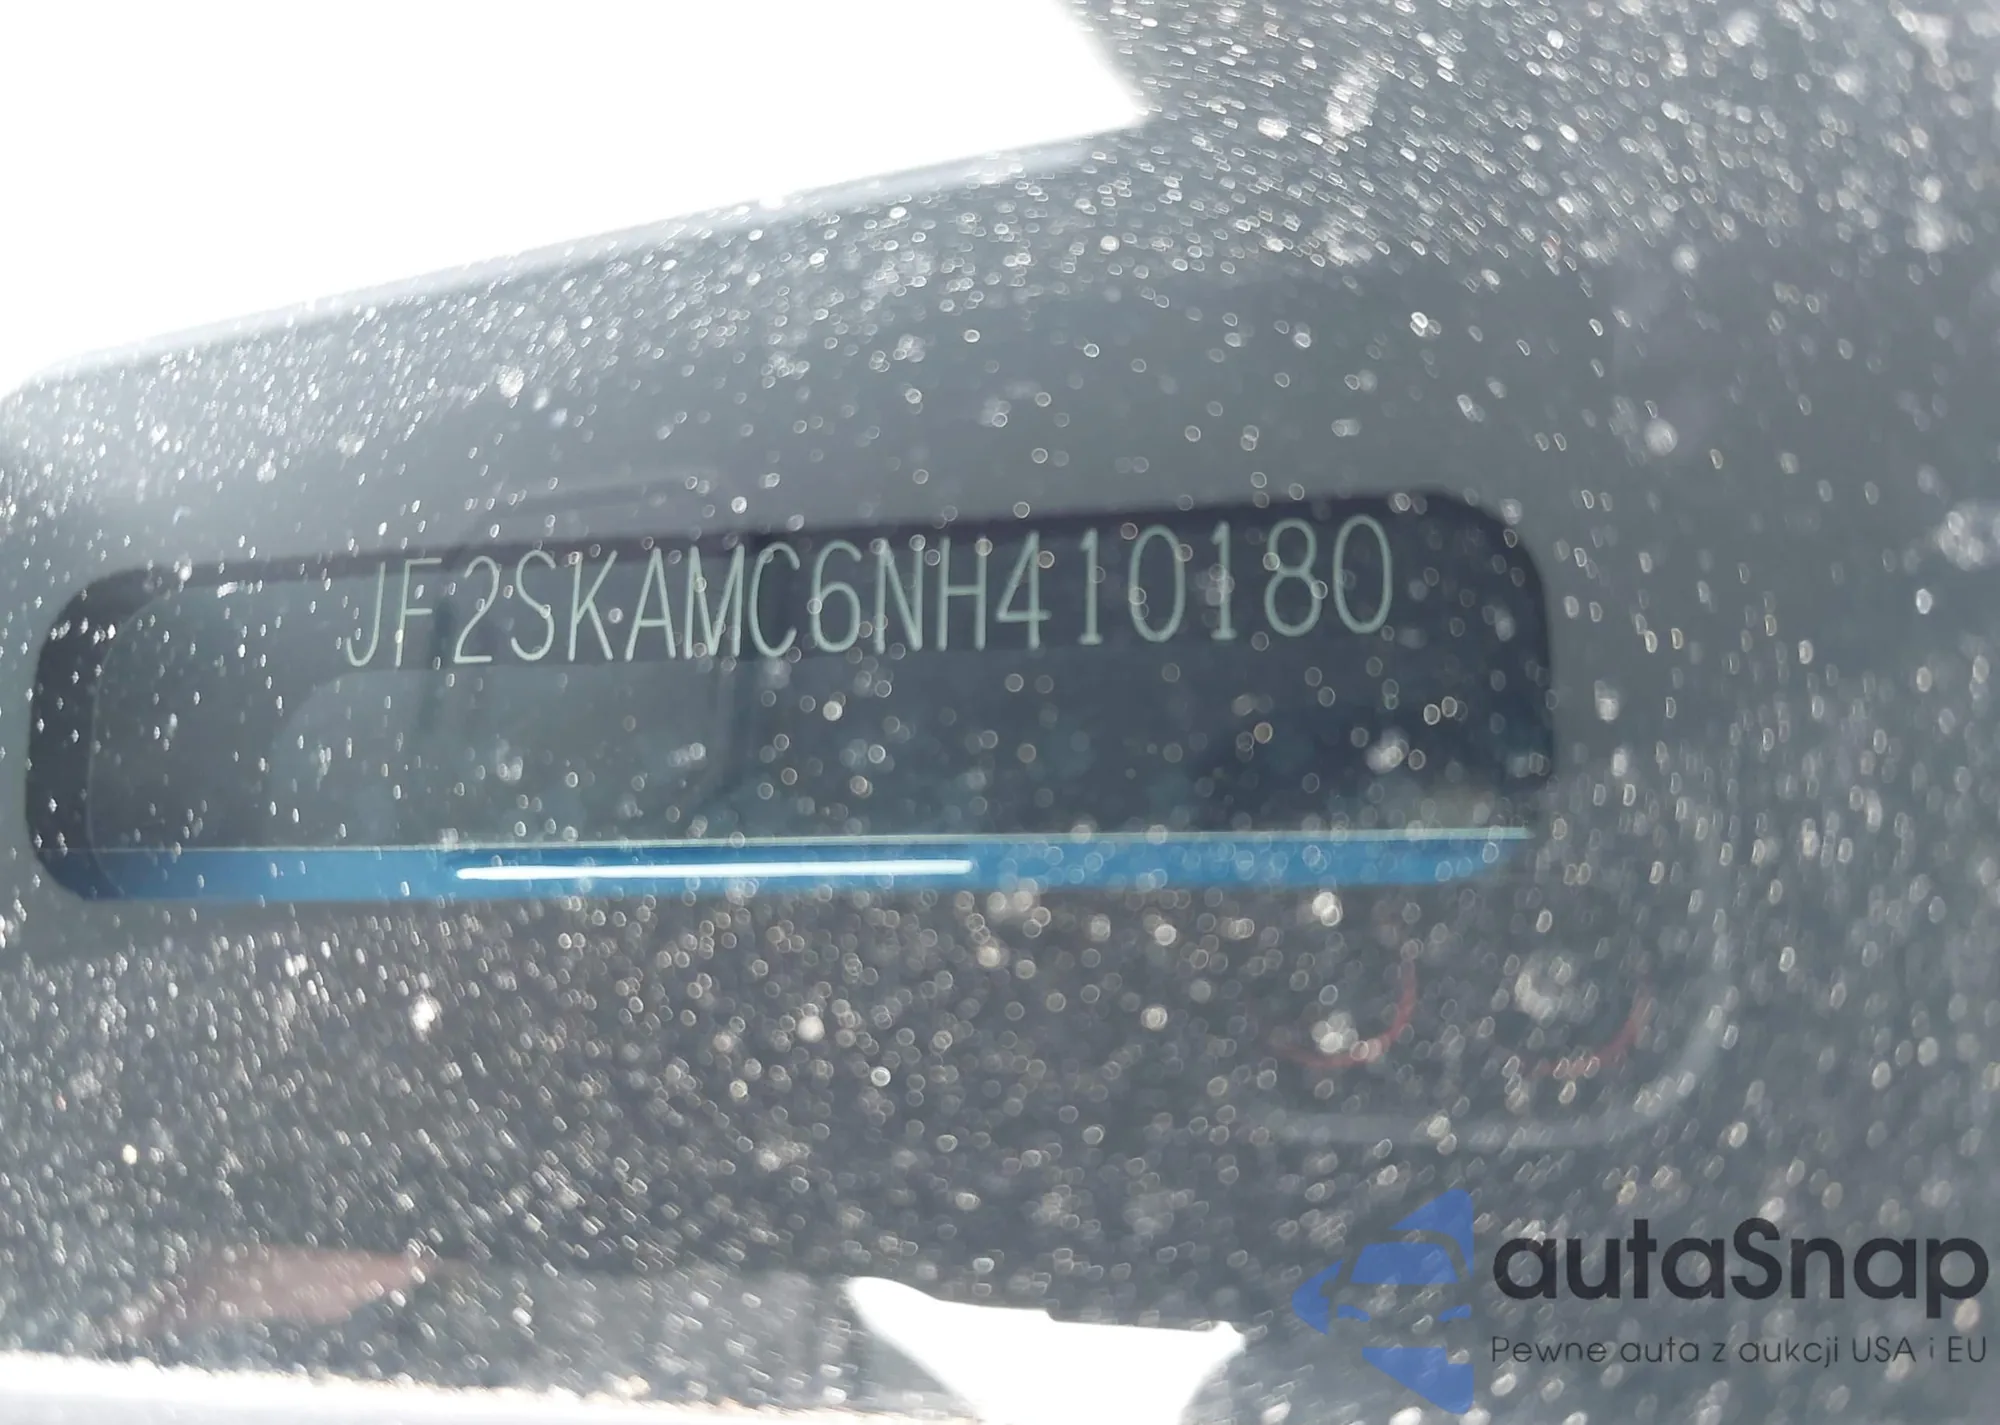 JF2SKAMC6NH410180
autaSnap
Pewne auta z aukcji USA i EU